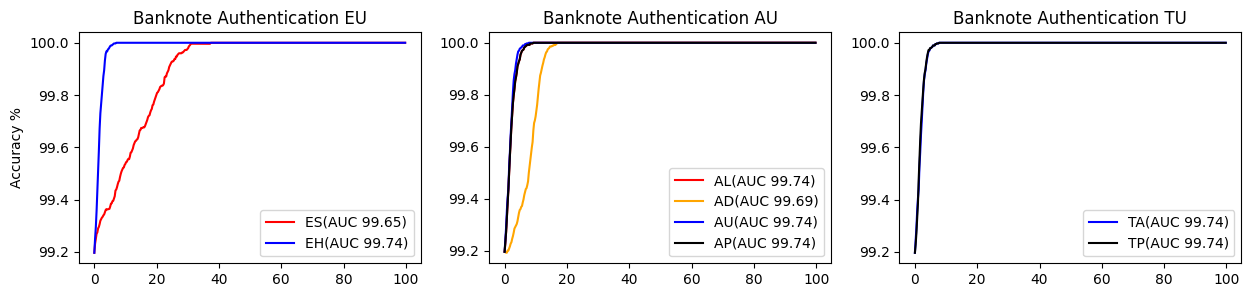 Banknote Authentication EU
Accuracy %
100.0
99.8
99.6
99.4
99.2
0 20 40 60 80 100
ES(AUC 99.65)
EH(AUC 99.74)
Banknote Authentication AU
100.0
99.8
99.6
99.4
99.2
0 20 40 60 80 100
AL(AUC 99.74)
AD(AUC 99.69)
AU(AUC 99.74)
AP(AUC 99.74)
Banknote Authentication TU
100.0
99.8
99.6
99.4
99.2
0 20 40 60 80 100
TA(AUC 99.74)
TP(AUC 99.74)